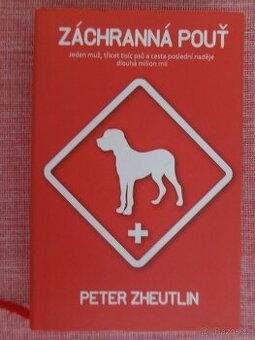 ZÁCHRANNÁ POUŤ
Jeden muž, třicet tisíc psů a cesta poslední naděje
dlouhá milion mil
PETER ZHEUTLIN